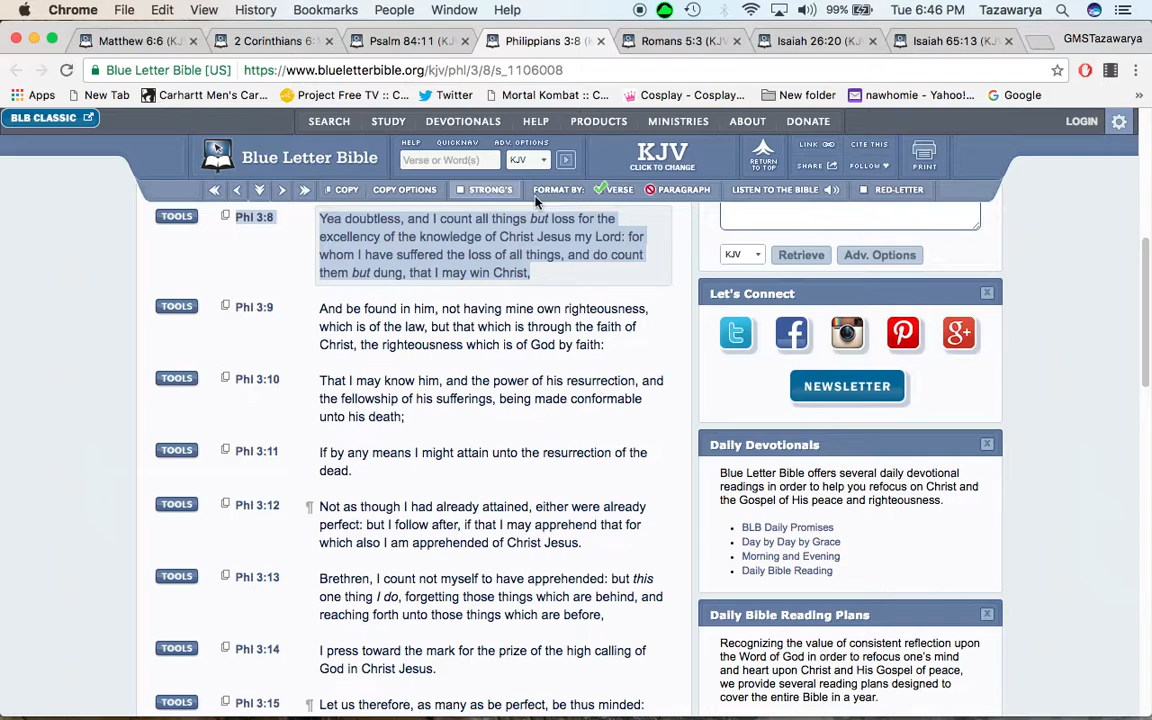 Chrome File Edit View History Bookmarks People Window Help 99% Tue 6:46 PM Tazawarya
Matthew 6:6 (KJ 2 Corinthians 6: Psalm 84:11 (KJ Philippians 3:8 Romans 5:3 (KJV Isaiah 26:20 (KJ Isaiah 65:13 (KJ GMSTazawarya
Blue Letter Bible [US] https://www.blueletterbible.org/kjv/phl/3/8/s_1106008
Apps New Tab Carhartt Men's Car... Project Free TV :: C... Twitter Mortal Kombat :: C... Cosplay - Cosplay... New folder nawhomie - Yahoo!... Google
BLB CLASSIC SEARCH STUDY DEVOTIONALS HELP PRODUCTS MINISTRIES ABOUT DONATE LOGIN
Blue Letter Bible
HELP QUICKNAV ADV. OPTIONS
Verse or Word(s) KJV
KJV
CLICK TO CHANGE
RETURN
TO TOP
LINK CITE THIS
SHARE FOLLOW
PRINT
COPY COPY OPTIONS STRONG'S FORMAT BY: VERSE PARAGRAPH LISTEN TO THE BIBLE RED-LETTER
TOOLS Phl 3:8 Yea doubtless, and I count all things but loss for the
excellency of the knowledge of Christ Jesus my Lord: for
whom I have suffered the loss of all things, and do count
them but dung, that I may win Christ,
TOOLS Phl 3:9 And be found in him, not having mine own righteousness,
which is of the law, but that which is through the faith of
Christ, the righteousness which is of God by faith:
TOOLS Phl 3:10 That I may know him, and the power of his resurrection, and
the fellowship of his sufferings, being made conformable
unto his death;
TOOLS Phl 3:11 If by any means I might attain unto the resurrection of the
dead.
TOOLS Phl 3:12 ¶ Not as though I had already attained, either were already
perfect: but I follow after, if that I may apprehend that for
which also I am apprehended of Christ Jesus.
TOOLS Phl 3:13 Brethren, I count not myself to have apprehended: but this
one thing I do, forgetting those things which are behind, and
reaching forth unto those things which are before,
TOOLS Phl 3:14 I press toward the mark for the prize of the high calling of
God in Christ Jesus.
TOOLS Phl 3:15 ¶ Let us therefore, as many as be perfect, be thus minded:
KJV Retrieve Adv. Options
Let's Connect
NEWSLETTER
Daily Devotionals
Blue Letter Bible offers several daily devotional
readings in order to help you refocus on Christ and
the Gospel of His peace and righteousness.
BLB Daily Promises
Day by Day by Grace
Morning and Evening
Daily Bible Reading
Daily Bible Reading Plans
Recognizing the value of consistent reflection upon
the Word of God in order to refocus one's mind
and heart upon Christ and His Gospel of peace,
we provide several reading plans designed to
cover the entire Bible in a year.